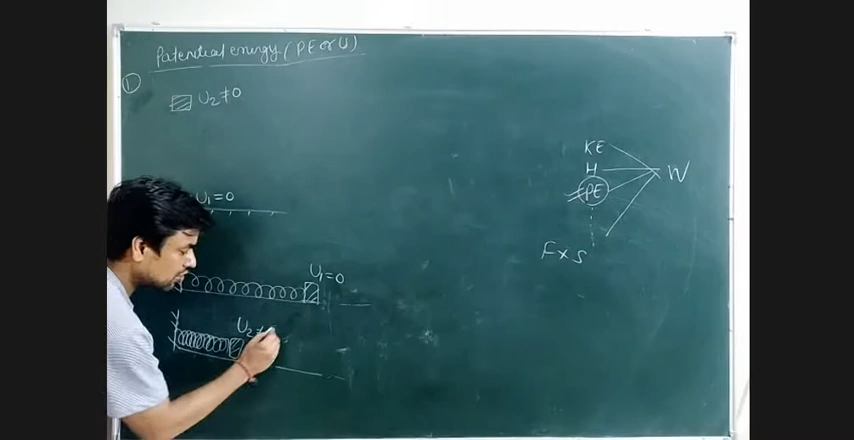 Potential energy (PE or U)
①
U₂ ≠ 0
U₁ = 0
U₁ = 0
U₂ ≠
KE
H
PE
W
F x S